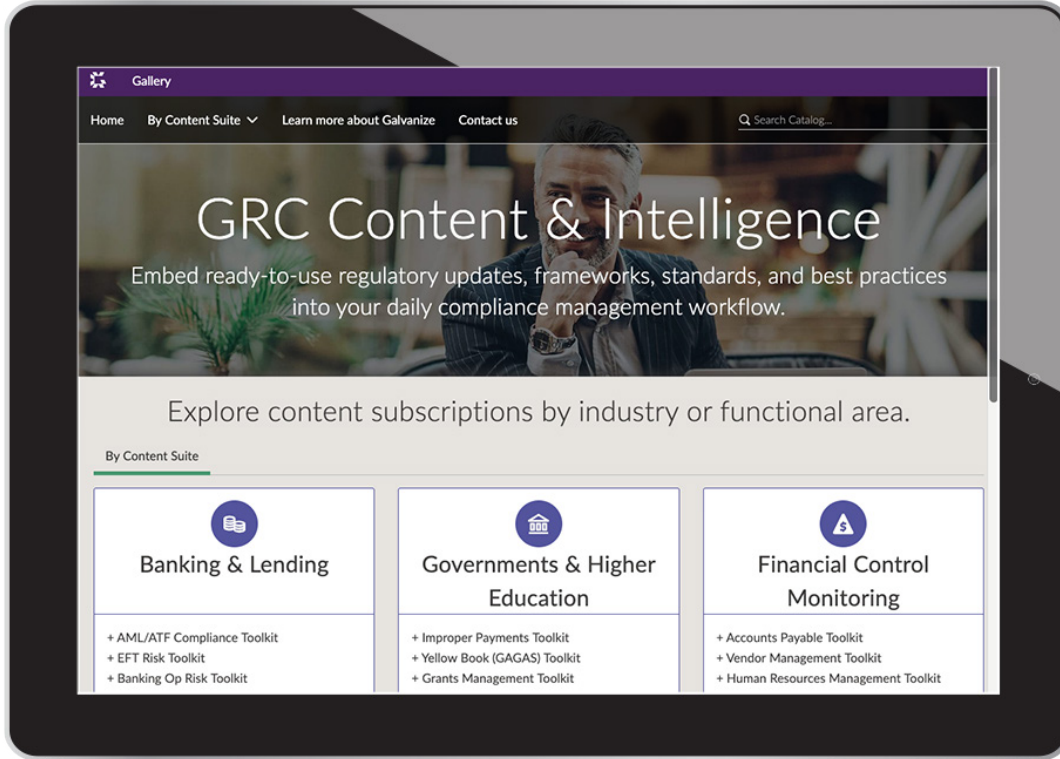 Gallery
Home By Content Suite Learn more about Galvanize Contact us Search Catalog...
GRC Content & Intelligence
Embed ready-to-use regulatory updates, frameworks, standards, and best practices
into your daily compliance management workflow.
Explore content subscriptions by industry or functional area.
By Content Suite
Banking & Lending
+ AML/ATF Compliance Toolkit
+ EFT Risk Toolkit
+ Banking Op Risk Toolkit
Governments & Higher
Education
+ Improper Payments Toolkit
+ Yellow Book (GAGAS) Toolkit
+ Grants Management Toolkit
Financial Control
Monitoring
+ Accounts Payable Toolkit
+ Vendor Management Toolkit
+ Human Resources Management Toolkit